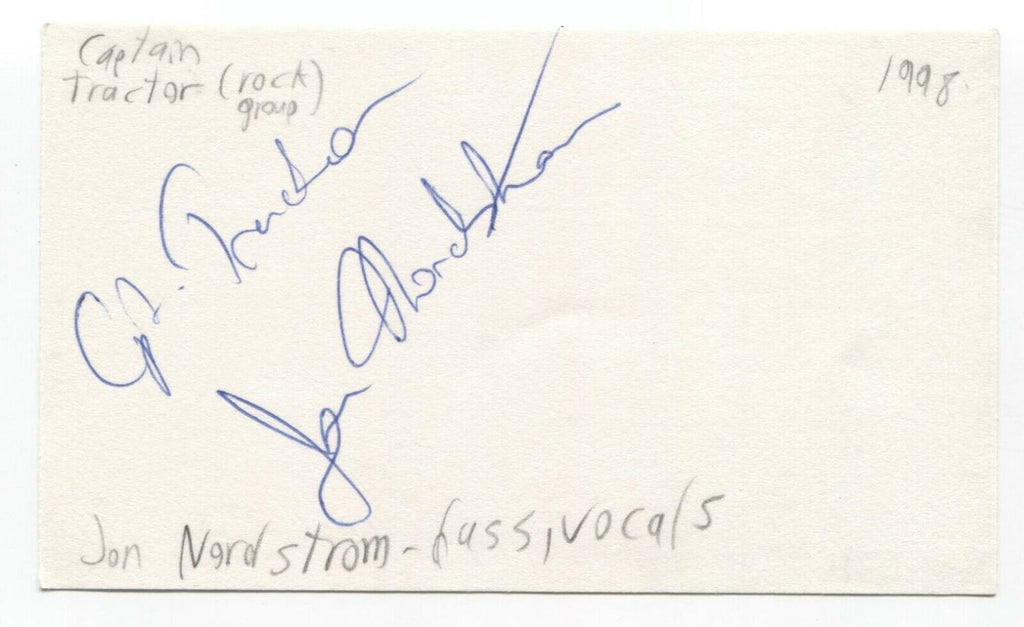 Captain
Tractor (rock
group)
1998.
Cpt. Tractor
Jon Nordstrom
Jon Nordstrom - bass, vocals